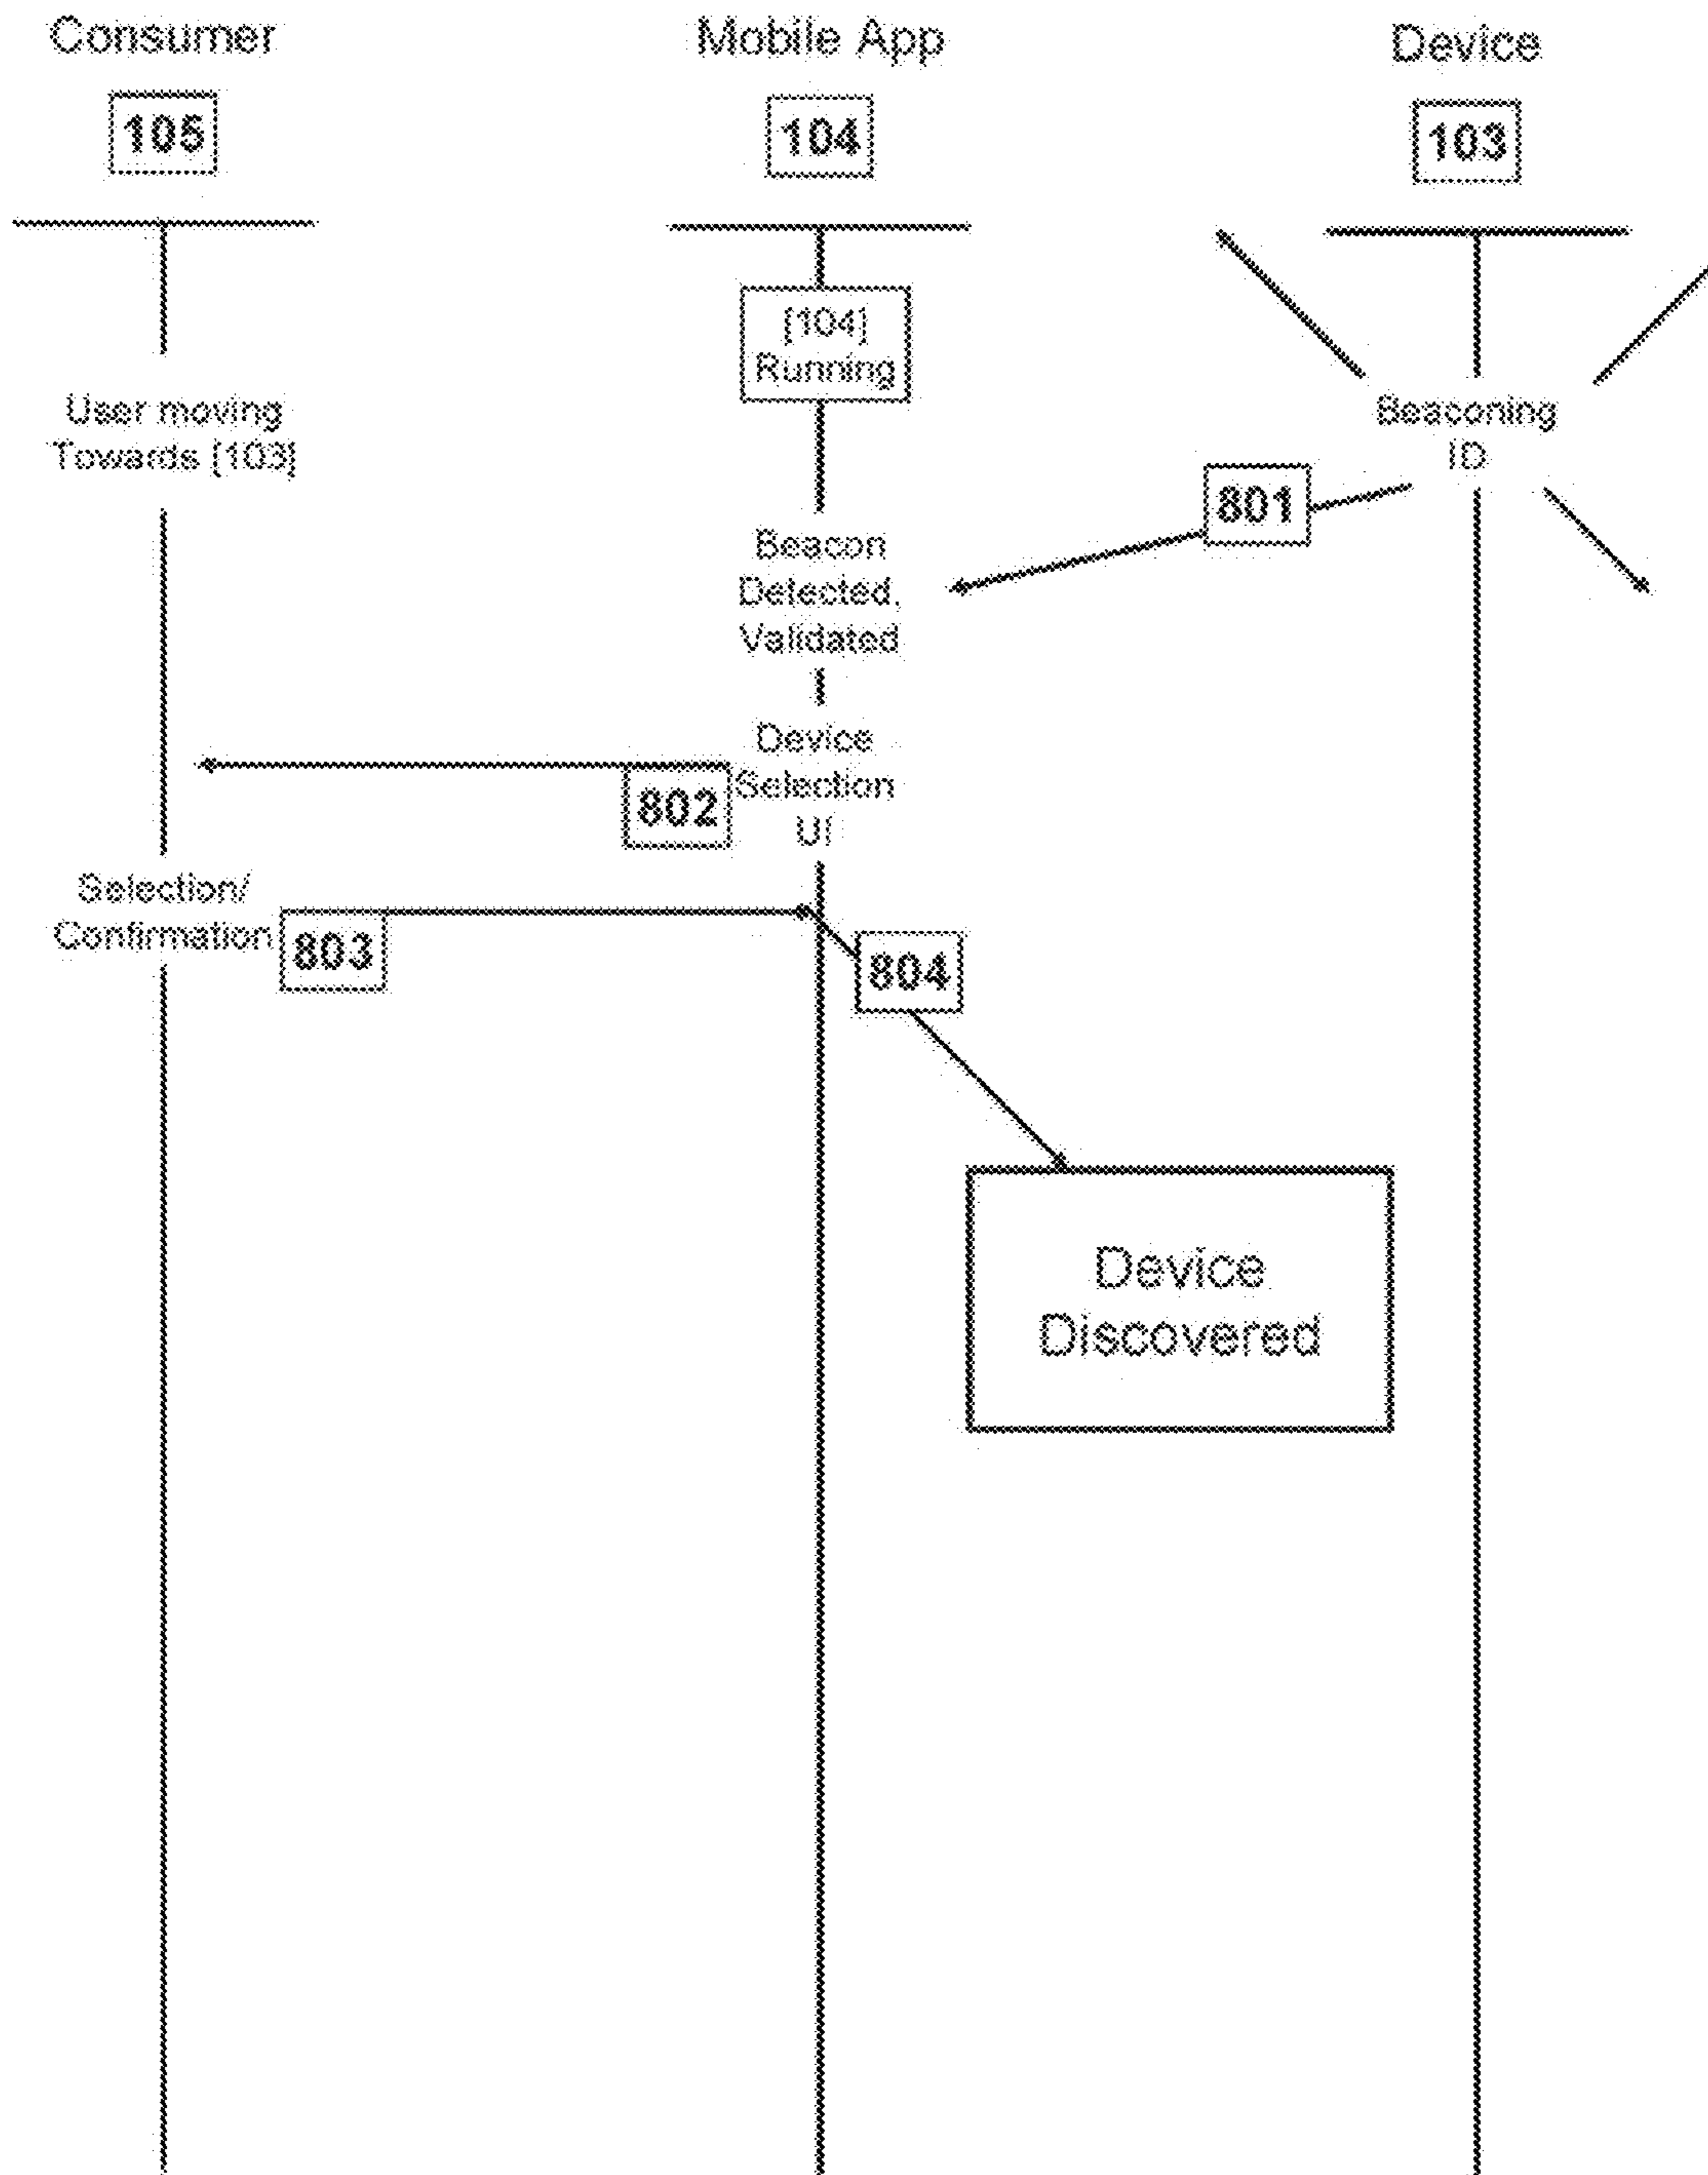 Consumer
Mobile App
Device
105
104
103
[104]
Running
User moving
Towards [103]
Beaconing
ID
801
Beacon
Detected,
Validated
Device
Selection
UI
802
Selection/
Confirmation
803
804
Device
Discovered